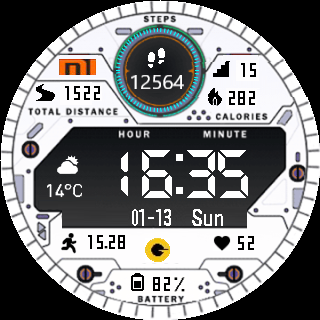 STEPS
12564
mi
15
1522
282
TOTAL DISTANCE
CALORIES
HOUR MINUTE
16:35
14°C
01-13 Sun
15.28
52
82%
BATTERY